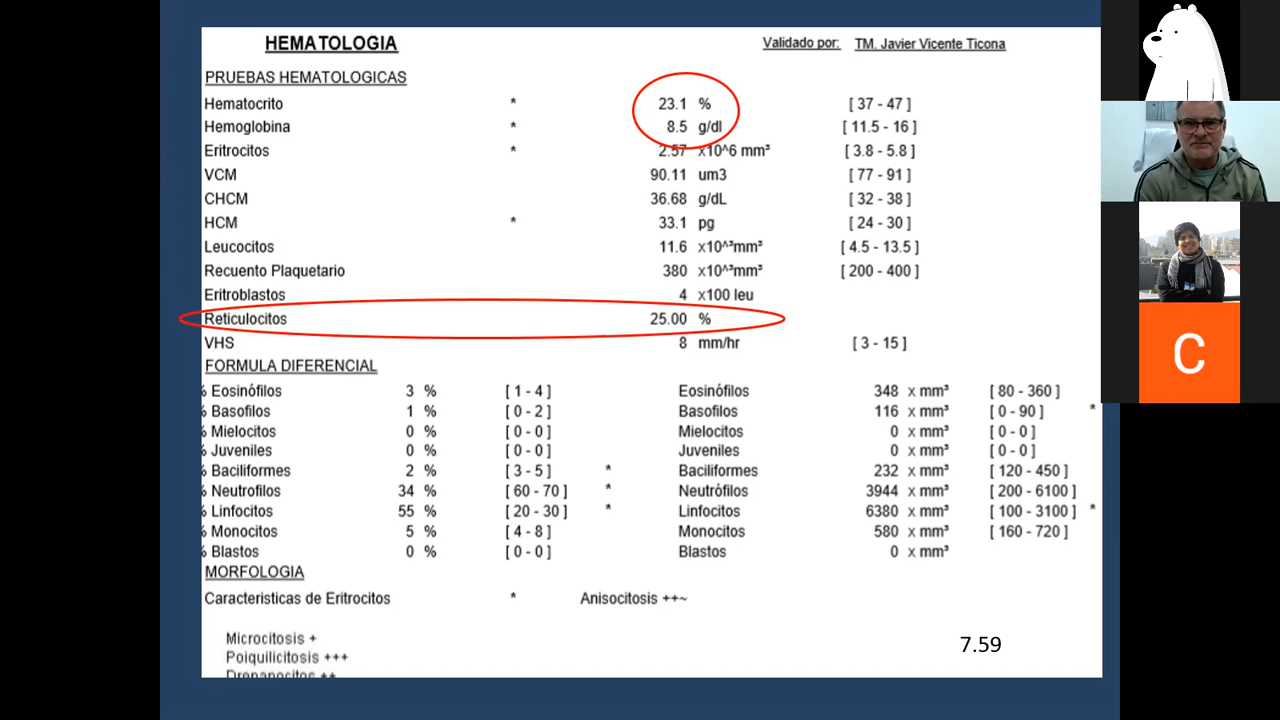 HEMATOLOGIA
Validado por: TM. Javier Vicente Ticona
PRUEBAS HEMATOLOGICAS
Hematocrito * 23.1 % [ 37 - 47 ]
Hemoglobina * 8.5 g/dl [ 11.5 - 16 ]
Eritrocitos * 2.57 x10^6 mm³ [ 3.8 - 5.8 ]
VCM 90.11 um3 [ 77 - 91 ]
CHCM 36.68 g/dL [ 32 - 38 ]
HCM * 33.1 pg [ 24 - 30 ]
Leucocitos 11.6 x10^³mm³ [ 4.5 - 13.5 ]
Recuento Plaquetario 380 x10^³mm³ [ 200 - 400 ]
Eritroblastos 4 x100 leu
Reticulocitos 25.00 %
VHS 8 mm/hr [ 3 - 15 ]
FORMULA DIFERENCIAL
% Eosinófilos 3 % [ 1 - 4 ] Eosinófilos 348 x mm³ [ 80 - 360 ]
% Basofilos 1 % [ 0 - 2 ] Basofilos 116 x mm³ [ 0 - 90 ] *
% Mielocitos 0 % [ 0 - 0 ] Mielocitos 0 x mm³ [ 0 - 0 ]
% Juveniles 0 % [ 0 - 0 ] Juveniles 0 x mm³ [ 0 - 0 ]
% Baciliformes 2 % [ 3 - 5 ] * Baciliformes 232 x mm³ [ 120 - 450 ]
% Neutrofilos 34 % [ 60 - 70 ] * Neutrófilos 3944 x mm³ [ 200 - 6100 ]
% Linfocitos 55 % [ 20 - 30 ] * Linfocitos 6380 x mm³ [ 100 - 3100 ] *
% Monocitos 5 % [ 4 - 8 ] Monocitos 580 x mm³ [ 160 - 720 ]
% Blastos 0 % [ 0 - 0 ] Blastos 0 x mm³
MORFOLOGIA
Caracteristicas de Eritrocitos * Anisocitosis ++~
Microcitosis +
Poiquilicitosis +++
Drepanocitos ++
7.59
C